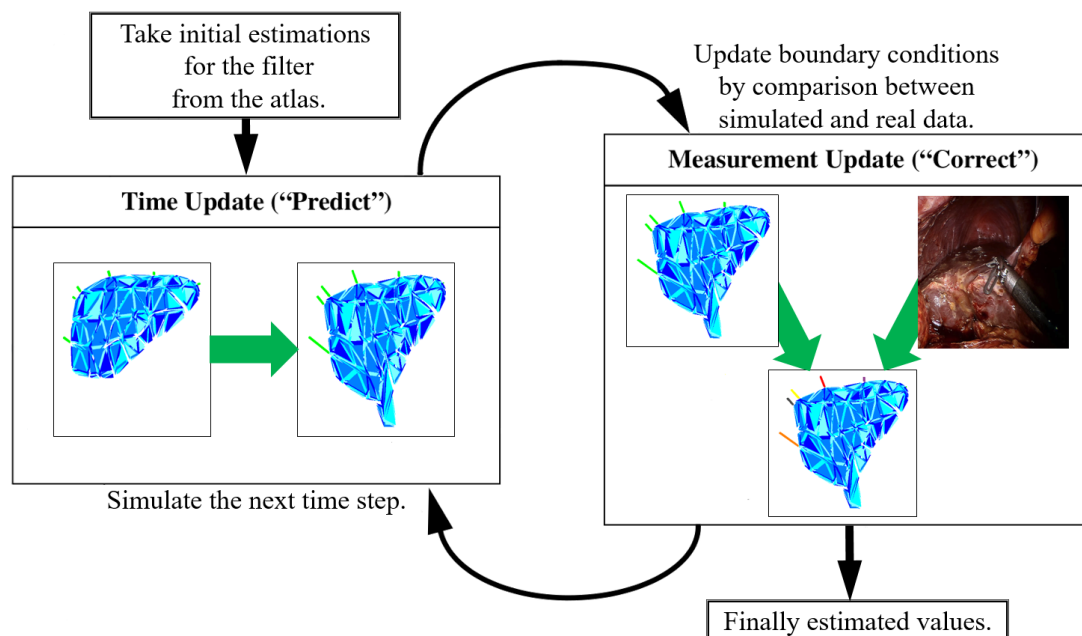 Take initial estimations
for the filter
from the atlas.
Update boundary conditions
by comparison between
simulated and real data.
Time Update (“Predict”)
Measurement Update (“Correct”)
Simulate the next time step.
Finally estimated values.